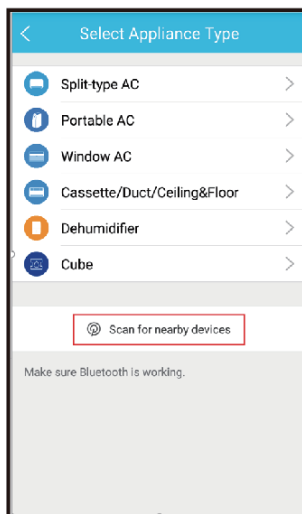 Select Appliance Type
Split-type AC
Portable AC
Window AC
Cassette/Duct/Ceiling&Floor
Dehumidifier
Cube
Scan for nearby devices
Make sure Bluetooth is working.